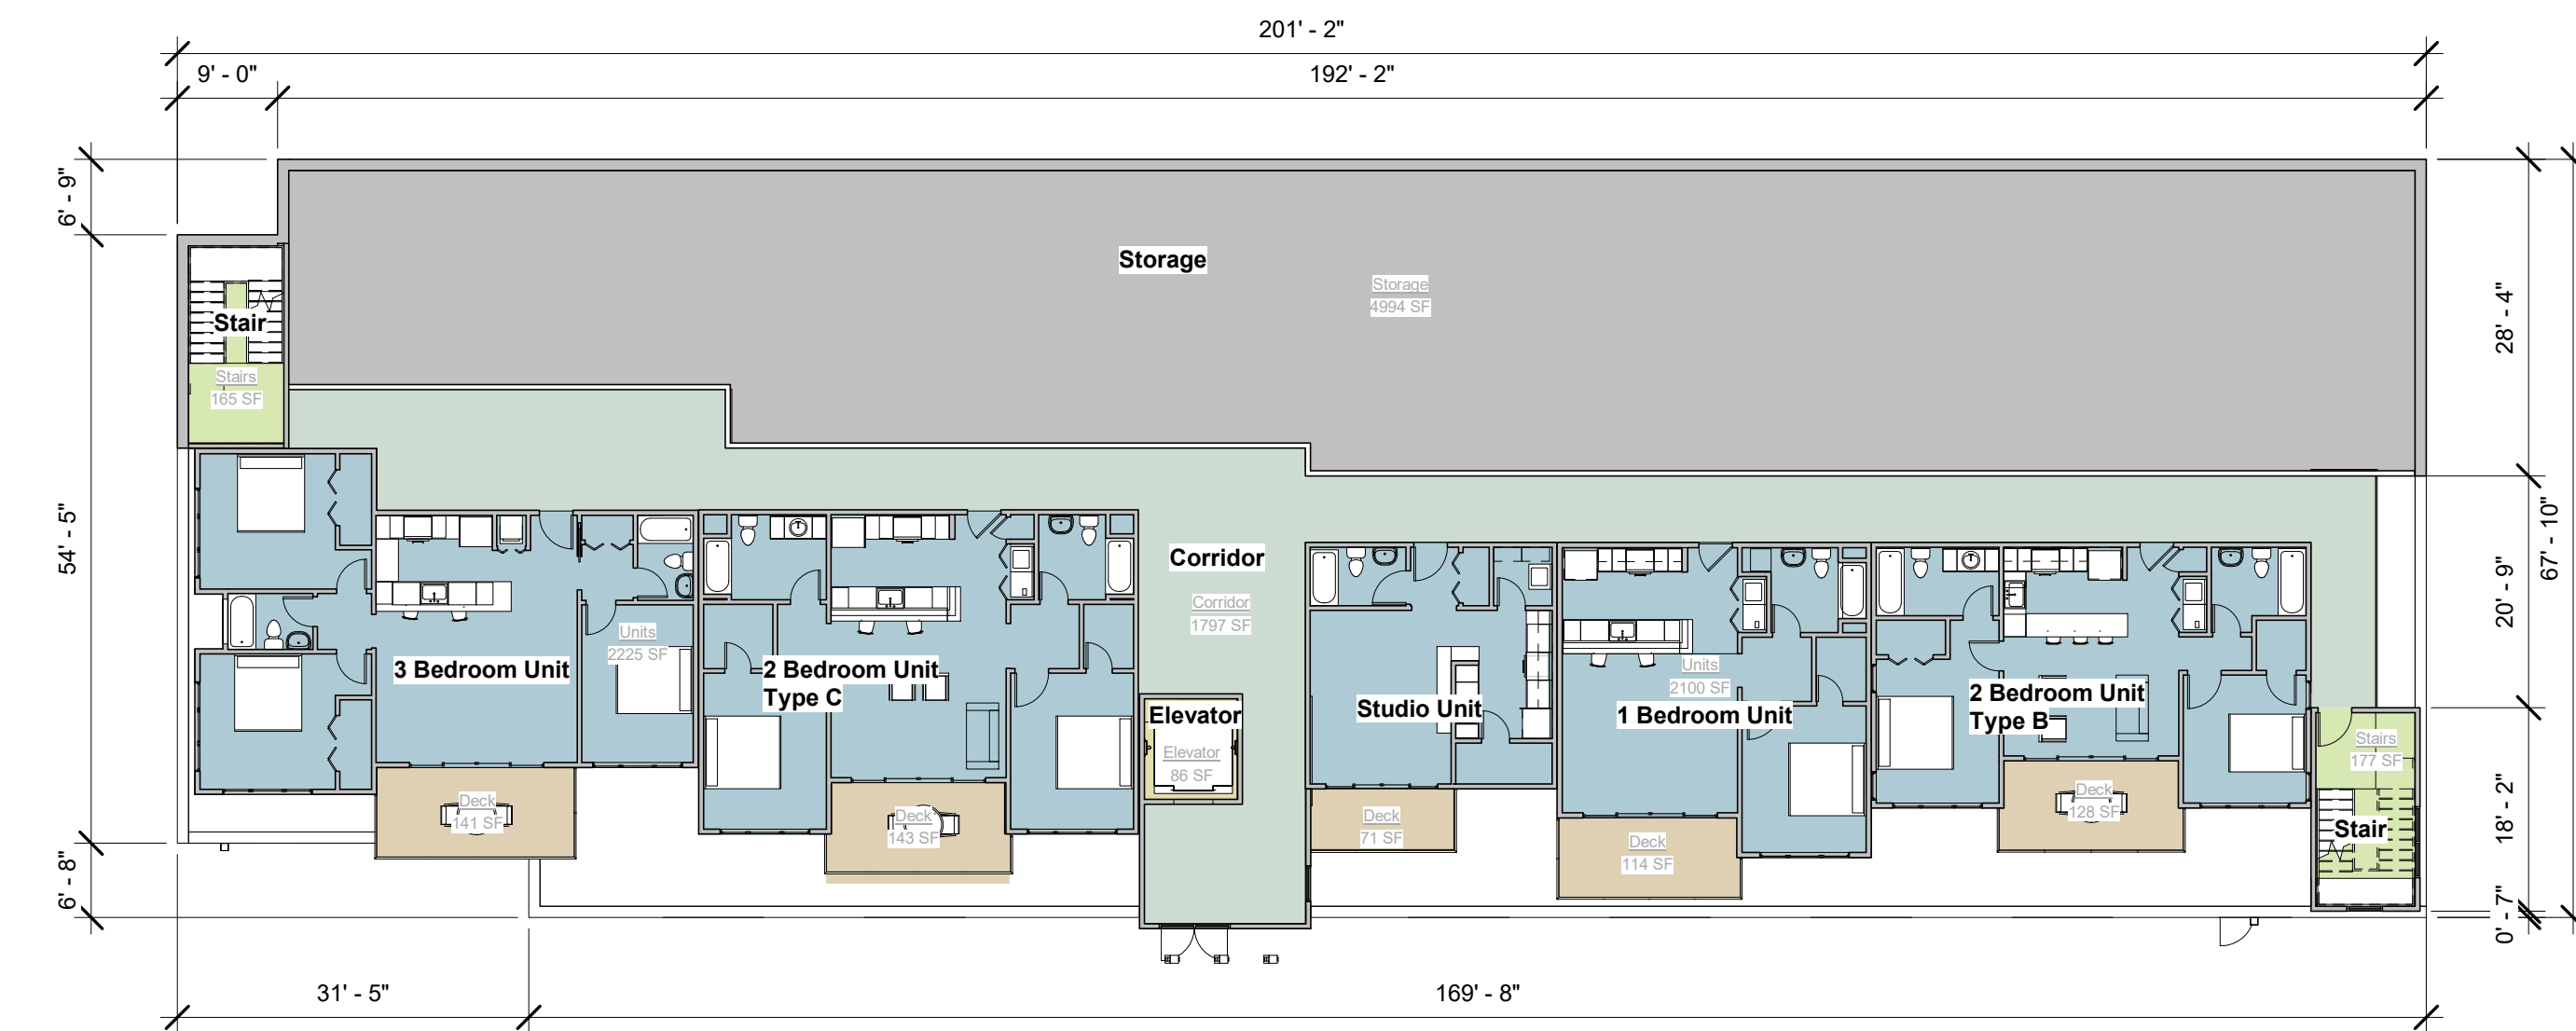 201' - 2"
9' - 0"
192' - 2"
6' - 9"
54' - 5"
6' - 8"
28' - 4"
20' - 9"
67' - 10"
18' - 2"
0' - 7"
Storage
Storage
4994 SF
Stair
Stairs
165 SF
Corridor
Corridor
1797 SF
3 Bedroom Unit
Units
2225 SF
2 Bedroom Unit
Type C
Elevator
Elevator
86 SF
Studio Unit
Units
2100 SF
1 Bedroom Unit
2 Bedroom Unit
Type B
Stairs
177 SF
Stair
Deck
141 SF
Deck
143 SF
Deck
71 SF
Deck
114 SF
Deck
128 SF
31' - 5"
169' - 8"